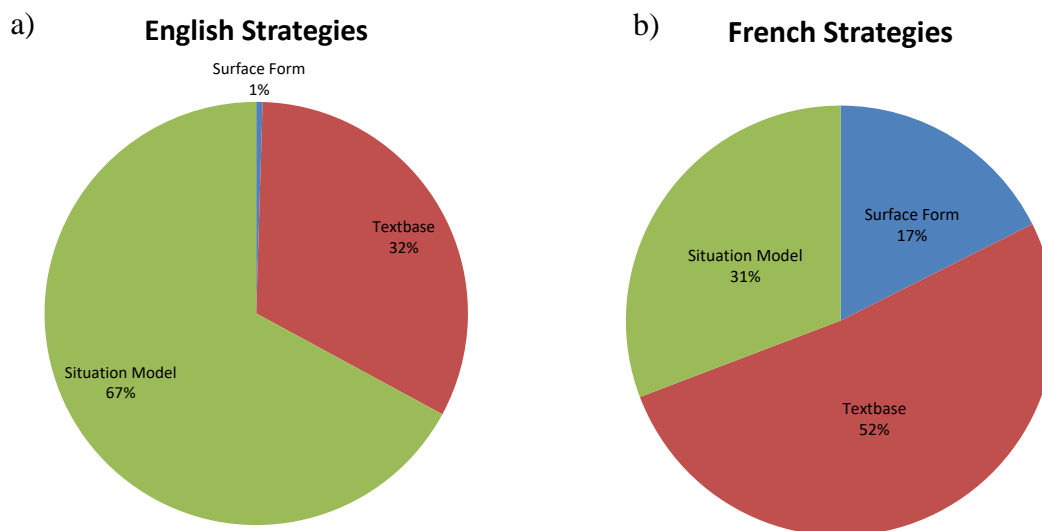 a)
English Strategies
Surface Form
1%
Textbase
32%
Situation Model
67%
b)
French Strategies
Surface Form
17%
Situation Model
31%
Textbase
52%